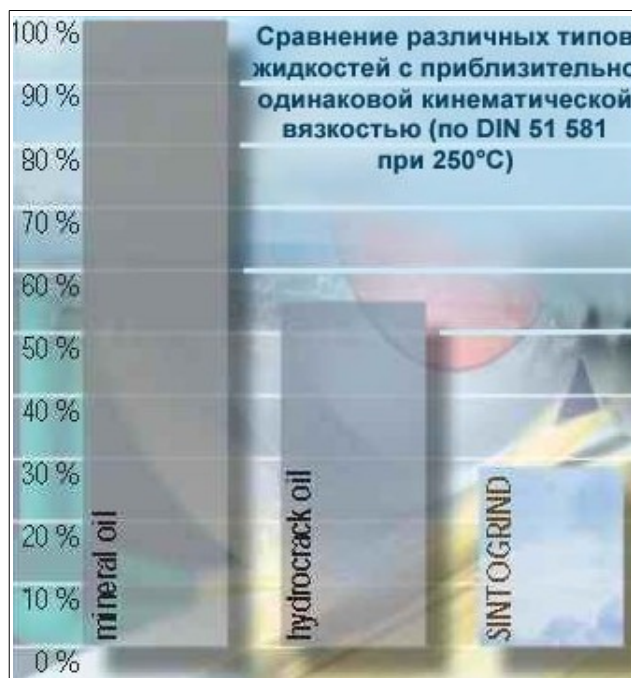 Сравнение различных типов
жидкостей с приблизительно
одинаковой кинематической
вязкостью (по DIN 51 581
при 250°C)
100 %
90 %
80 %
70 %
60 %
50 %
40 %
30 %
20 %
10 %
0 %
mineral oil
hydrocrack oil
SINTOGRIND